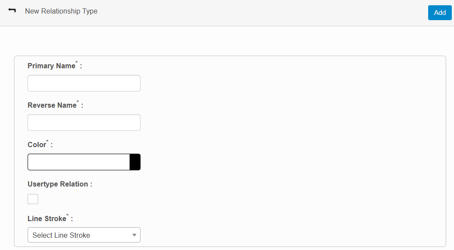 New Relationship Type
Add
Primary Name* :
Reverse Name* :
Color* :
Usertype Relation :
Line Stroke* :
Select Line Stroke